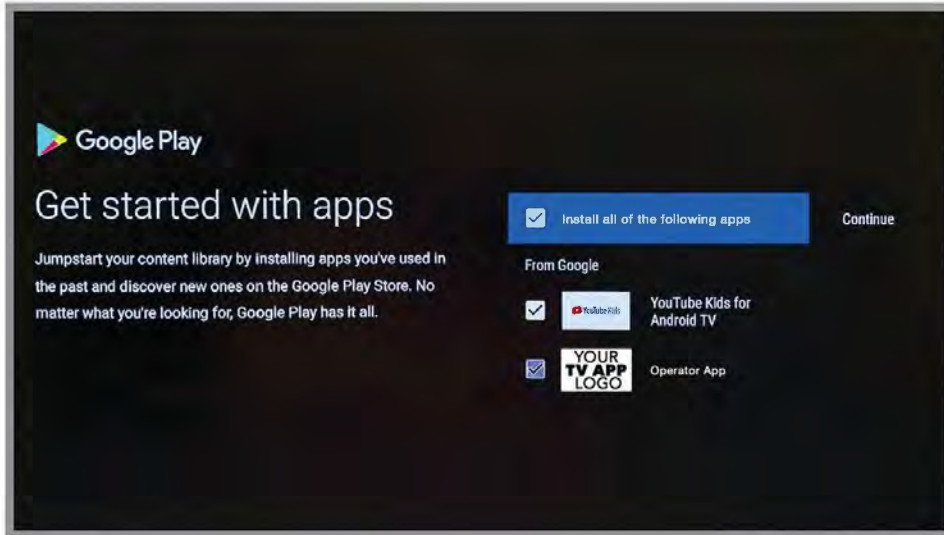 Google Play
Get started with apps
Jumpstart your content library by installing apps you've used in
the past and discover new ones on the Google Play Store. No
matter what you're looking for, Google Play has it all.
Install all of the following apps
Continue
From Google
YouTube Kids
YouTube Kids for
Android TV
YOUR
TV APP
LOGO
Operator App